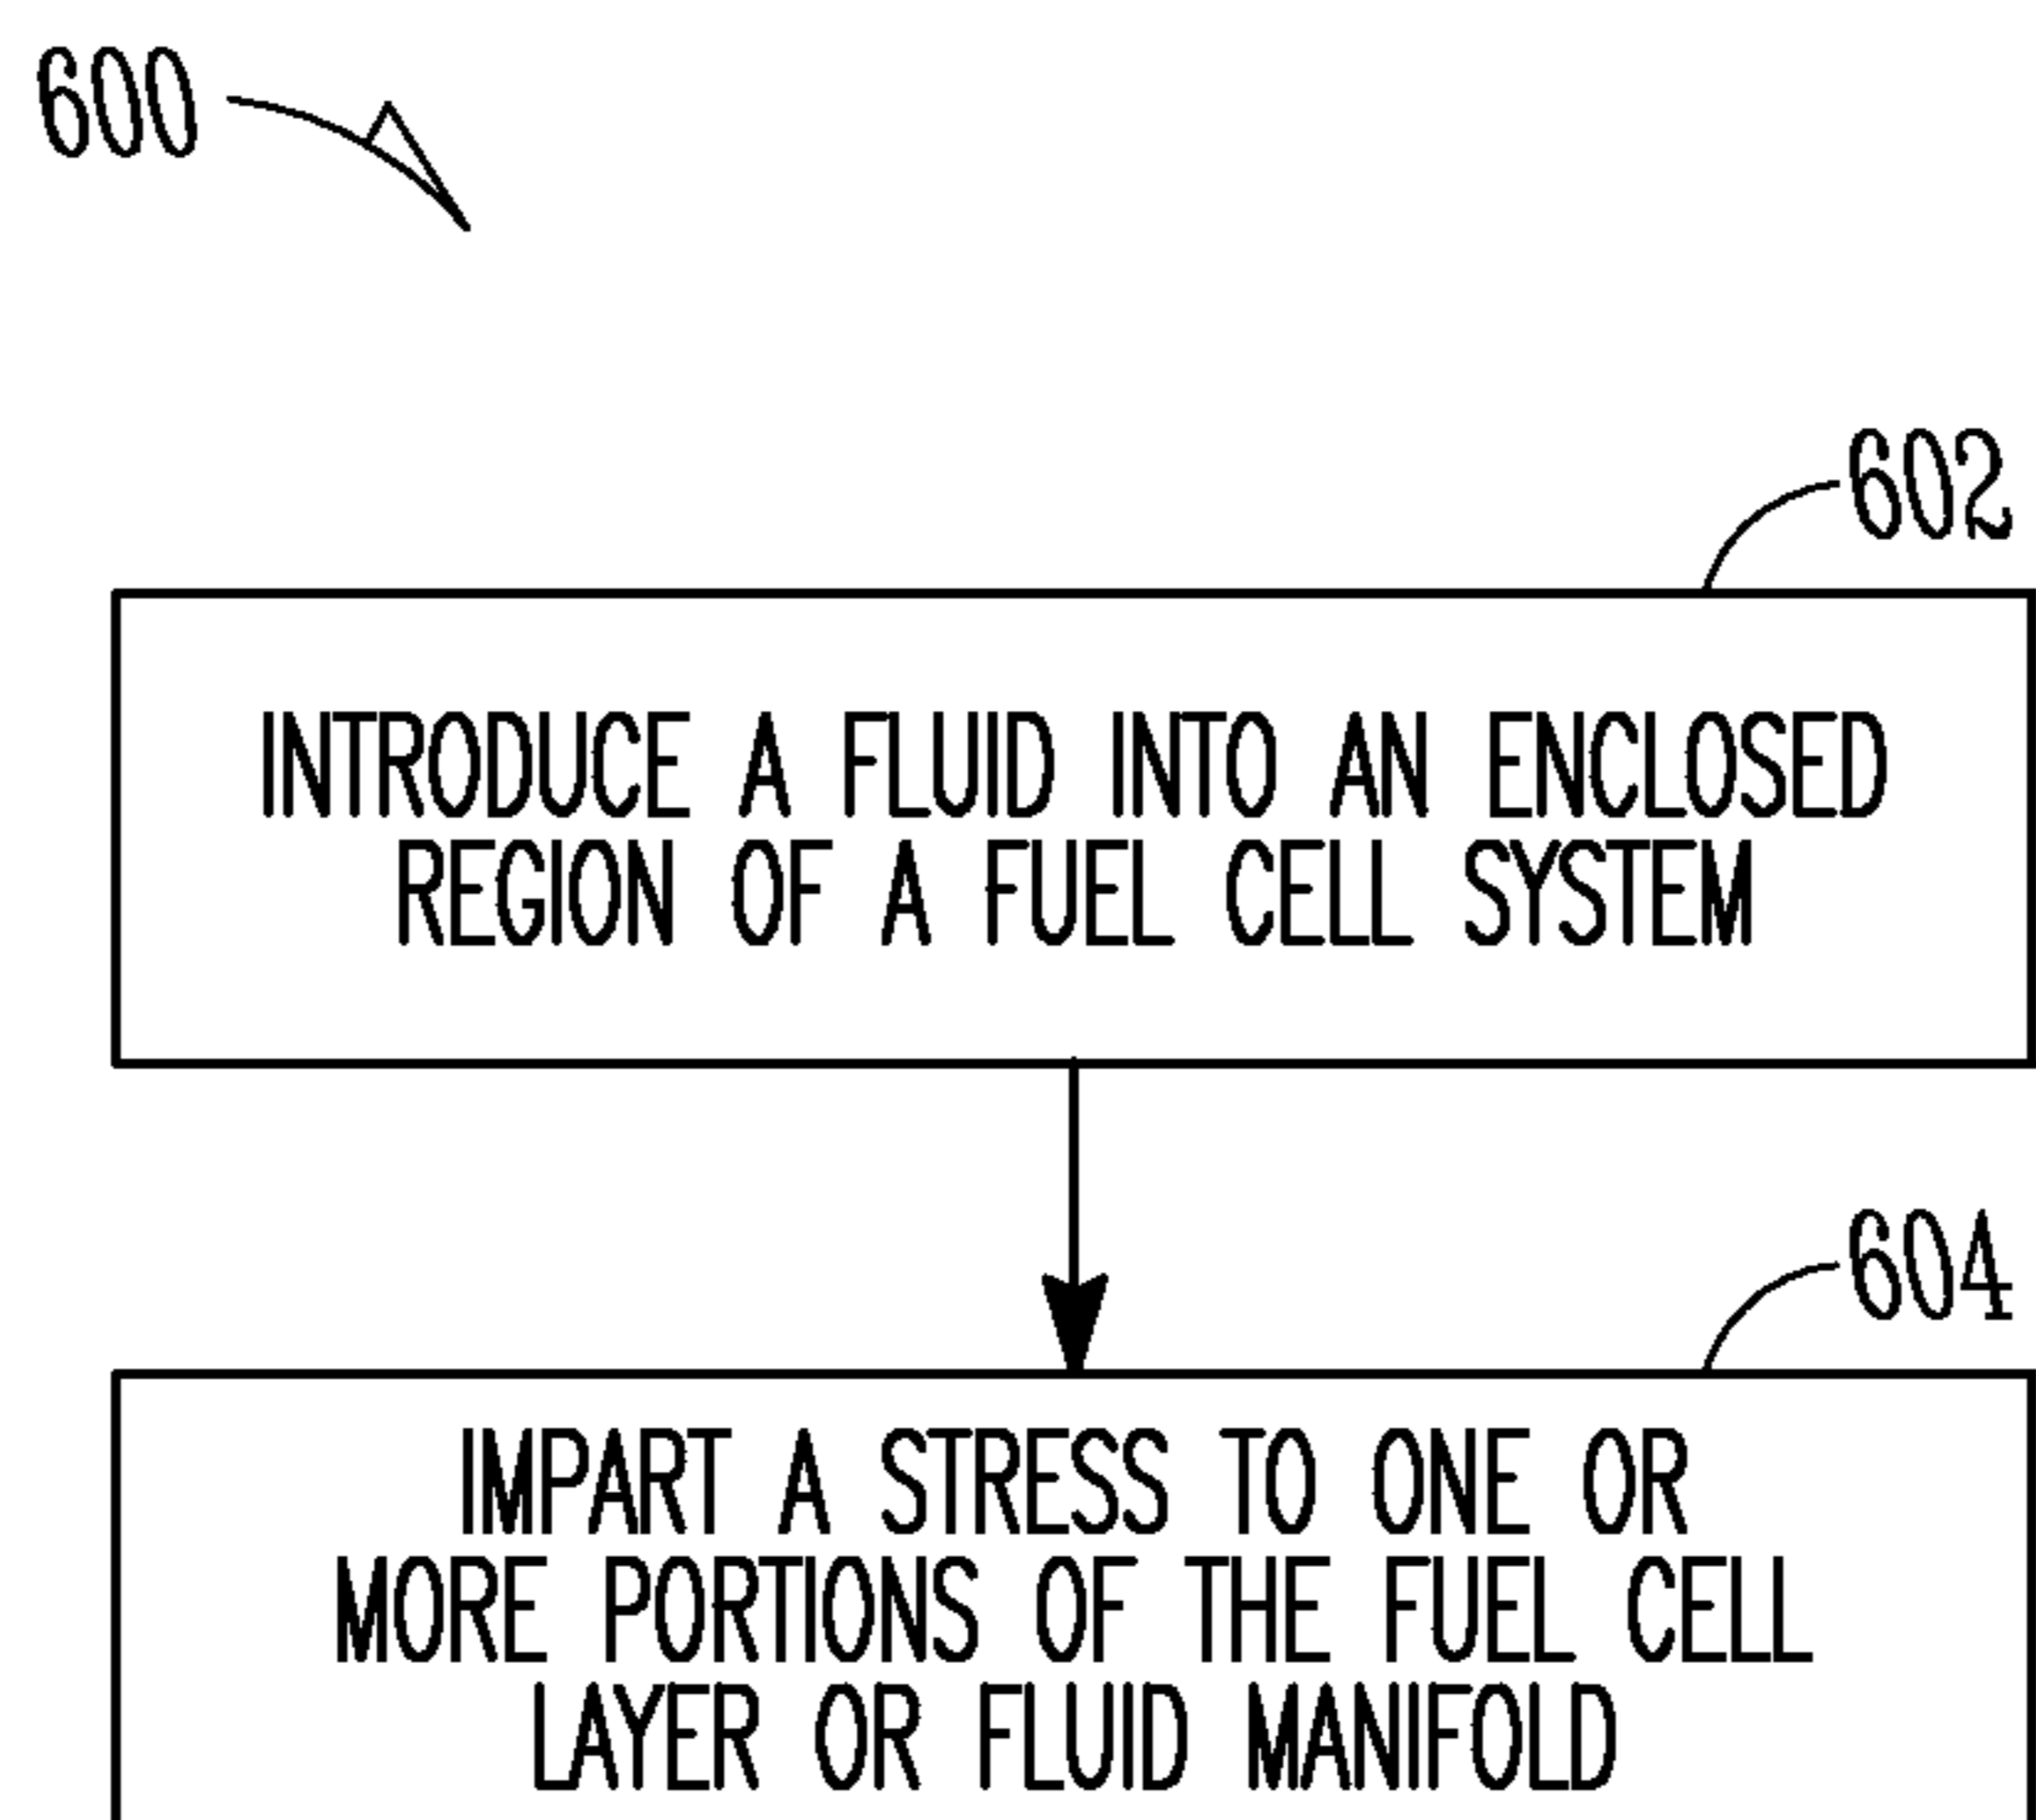 600
602
INTRODUCE A FLUID INTO AN ENCLOSED
REGION OF A FUEL CELL SYSTEM
604
IMPART A STRESS TO ONE OR
MORE PORTIONS OF THE FUEL CELL
LAYER OR FLUID MANIFOLD